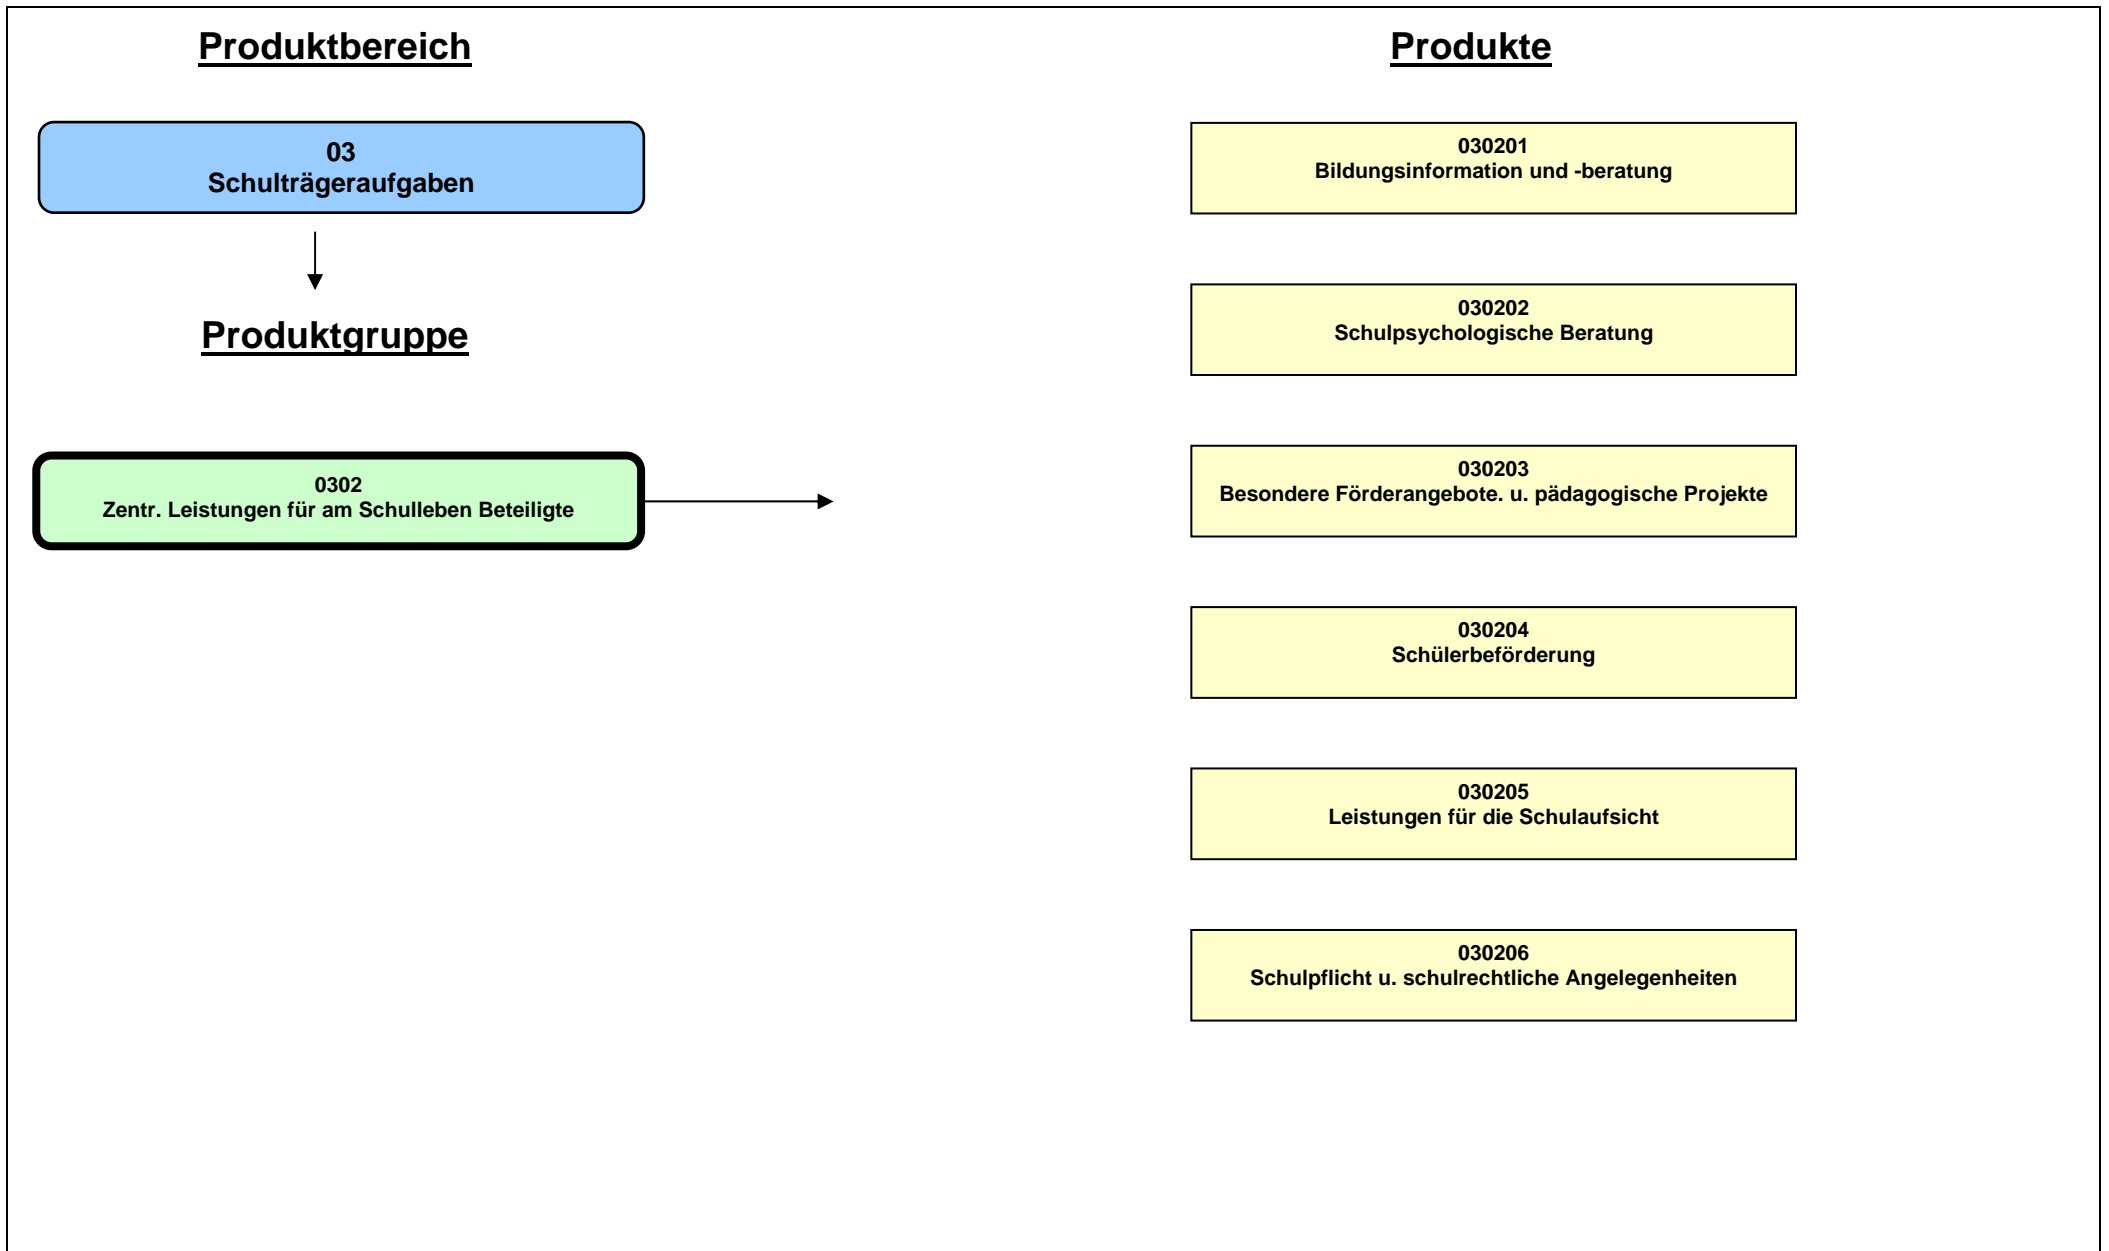 Produktbereich
03
Schulträgeraufgaben
Produktgruppe
0302
Zentr. Leistungen für am Schulleben Beteiligte
Produkte
030201
Bildungsinformation und -beratung
030202
Schulpsychologische Beratung
030203
Besondere Förderangebote. u. pädagogische Projekte
030204
Schülerbeförderung
030205
Leistungen für die Schulaufsicht
030206
Schulpflicht u. schulrechtliche Angelegenheiten